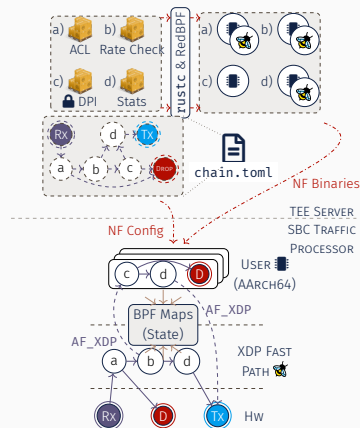 a) b)
ACL Rate Check
c) d)
DPI Stats
rustc & RedBPF
a) b)
c) d)
Rx d Tx
a b c Drop
chain.toml
NF Binaries
TEE Server
NF Config
SBC Traffic
Processor
c d D
User
(AArch64)
BPF Maps
(State)
AF_XDP
AF_XDP
a b d
XDP Fast
Path
Rx D Tx
Hw